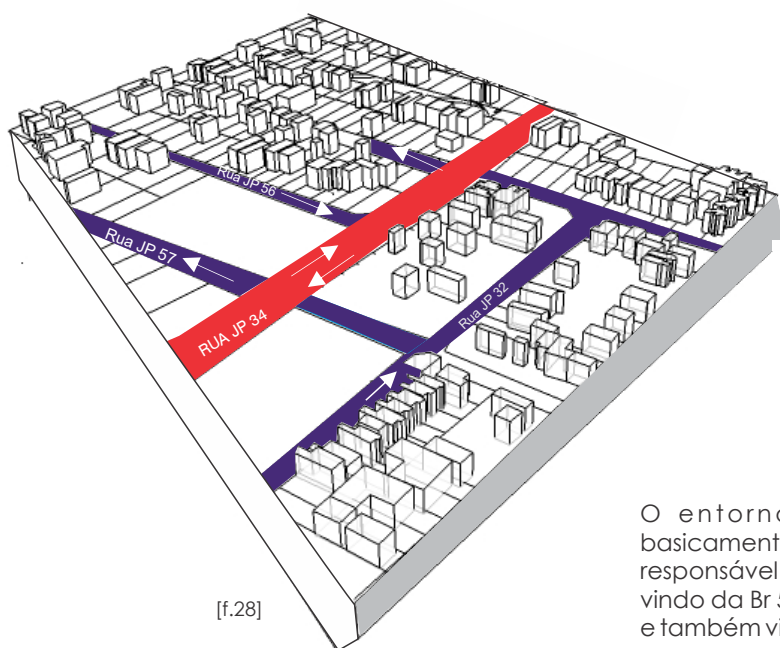 Rua JP 56
Rua JP 57
RUA JP 34
Rua JP 32
[f.28]
O entorno
basicament
responsável
vindo da Br 5
e também vi